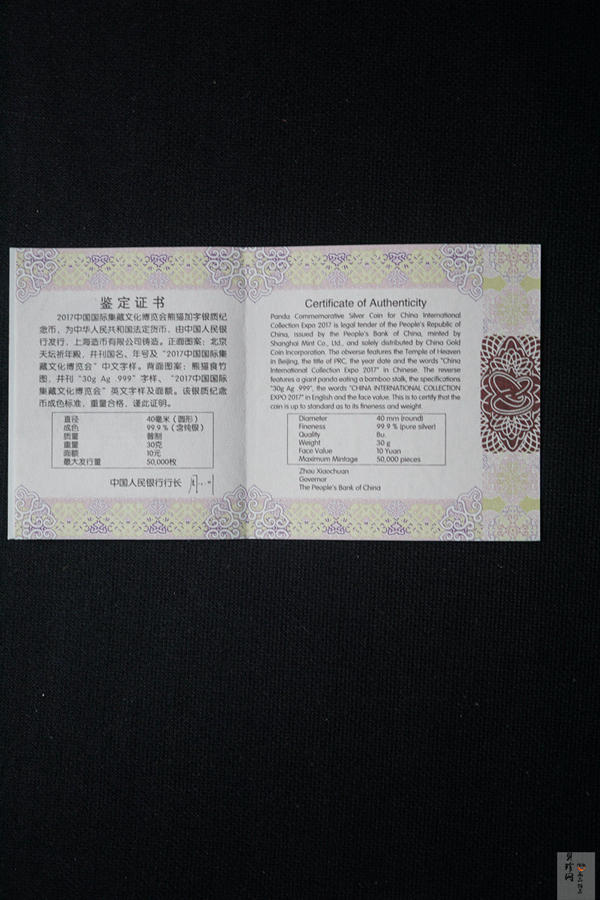 鉴定证书
2017中国国际集藏文化博览会熊猫加字银质纪
念币，为中华人民共和国法定货币，由中国人民银
行发行，上海造币有限公司铸造。正面图案：北京
天坛祈年殿，并刊国名、年号及“2017中国国际集
藏文化博览会”中文字样。背面图案：熊猫食竹
图，并刊“30g Ag .999”字样、“2017中国国际
集藏文化博览会”英文字样及面额。该银质纪念
币成色标准，重量合格，谨此证明。
直径 40毫米（圆形）
成色 99.9%（含纯银）
质量 普制
重量 30克
面额 10元
最大发行量 50,000枚
中国人民银行行长
Certificate of Authenticity
Panda Commemorative Silver Coin for China International
Collection Expo 2017 is legal tender of the People's Republic of
China, issued by the People's Bank of China, minted by
Shanghai Mint Co., Ltd., and solely distributed by China Gold
Coin Incorporation. The obverse features the Temple of Heaven
in Beijing, the title of PRC, the year date and the words "China
International Collection Expo 2017" in Chinese. The reverse
features a giant panda eating a bamboo stalk, the specifications
"30g Ag .999", the words "CHINA INTERNATIONAL COLLECTION
EXPO 2017" in English and the face value. This is to certify that the
coin is up to standard as to its fineness and weight.
Diameter 40 mm (round)
Fineness 99.9 % (pure silver)
Quality Bu.
Weight 30 g
Face Value 10 Yuan
Maximum Mintage 50,000 pieces
Zhou Xiaochuan
Governor
The People's Bank of China